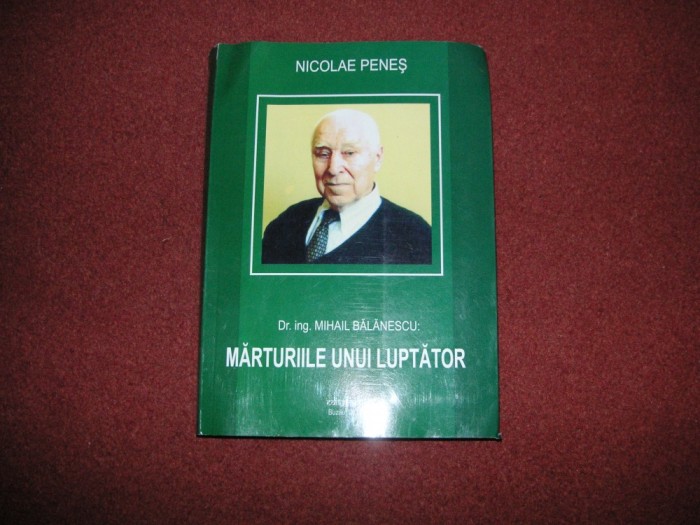 NICOLAE PENEȘ
Dr. ing. MIHAIL BĂLĂNESCU:
MĂRTURIILE UNUI LUPTĂTOR